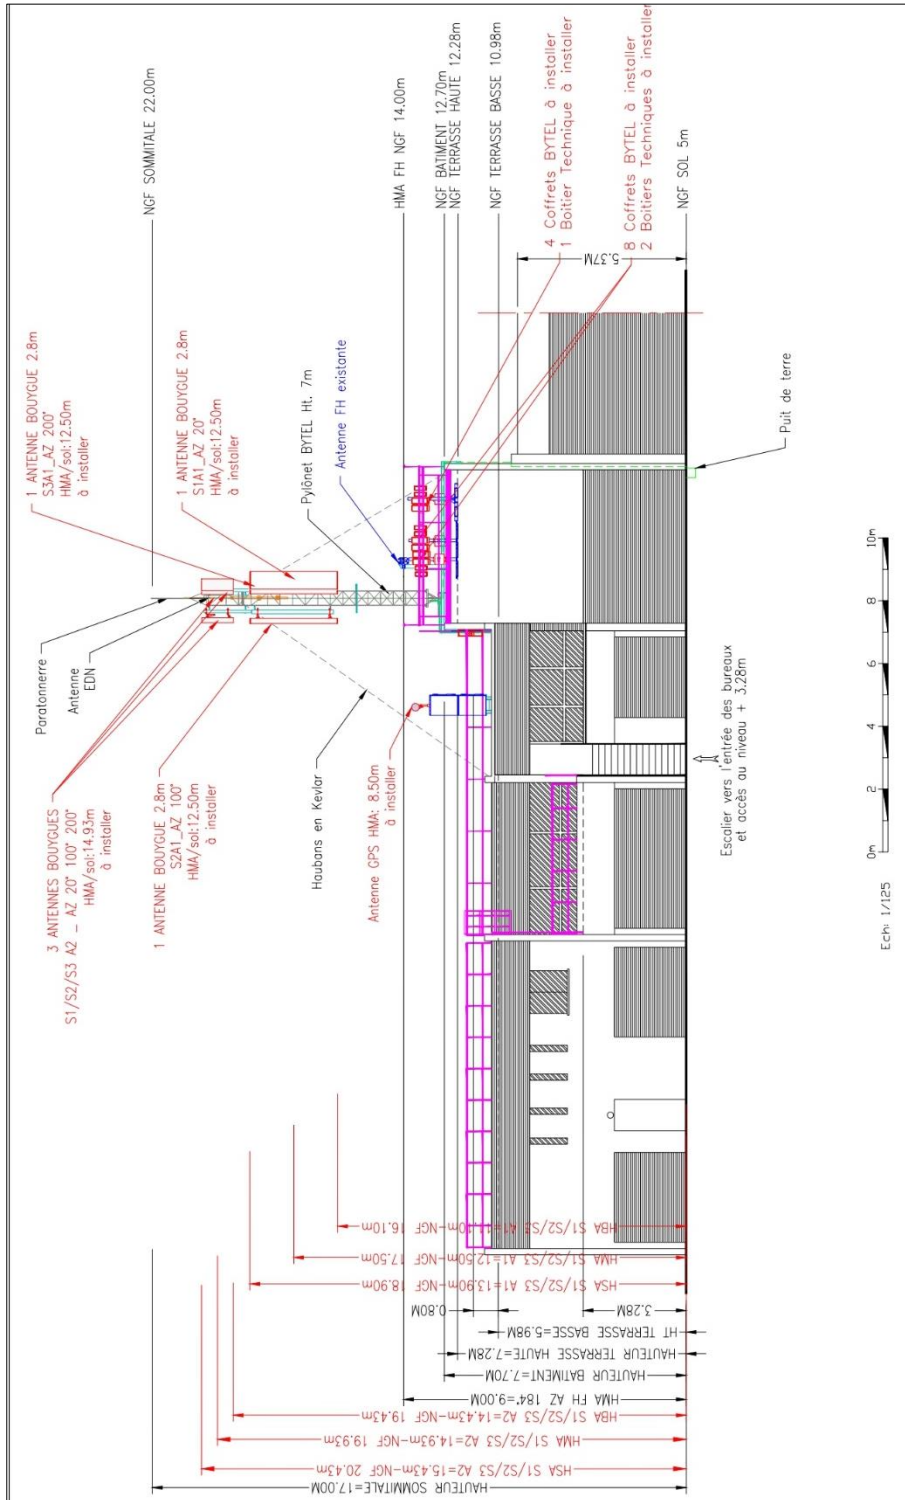 NGF SOMMITALE 22.00m
HMA FH NGF 14.00m
NGF BATIMENT 12.70m
NGF TERRASSE HAUTE 12.28m
NGF TERRASSE BASSE 10.98m
4 Coffrets BYTEL à installer
1 Boitier Technique à installer
8 Coffrets BYTEL à installer
2 Boitiers Techniques à installer
NGF SOL 5m
5.37M
1 ANTENNE BOUYGUE 2.8m
S3A1_AZ 200°
HMA/sol:12.50m
à installer
1 ANTENNE BOUYGUE 2.8m
S1A1_AZ 20°
HMA/sol:12.50m
à installer
Pylônet BYTEL Ht. 7m
Antenne FH existante
Puit de terre
Paratonnerre
Antenne
EDN
3 ANTENNES BOUYGUES
S1/S2/S3 A2 _ AZ 20° 100° 200°
HMA/sol:14.93m
à installer
1 ANTENNE BOUYGUE 2.8m
S2A1_AZ 100°
HMA/sol:12.50m
à installer
Haubans en Kevlar
Antenne GPS HMA: 8.50m
à installer
Escalier vers l'entrée des bureaux
et accès au niveau + 3.28m
0m 2 4 6 8 10m
Ech: 1/125
HBA S1/S2/S3 A1=11.10m-NGF 16.10m
HMA S1/S2/S3 A1=12.50m-NGF 17.50m
HSA S1/S2/S3 A1=13.90m-NGF 18.90m
0.80M
3.28M
HT TERRASSE BASSE=5.98M
HAUTEUR TERRASSE HAUTE=7.28M
HAUTEUR BATIMENT=7.70M
HMA FH AZ 184°=9.00M
HBA S1/S2/S3 A2=14.43m-NGF 19.43m
HMA S1/S2/S3 A2=14.93m-NGF 19.93m
HSA S1/S2/S3 A2=15.43m-NGF 20.43m
HAUTEUR SOMMITALE=17.00M